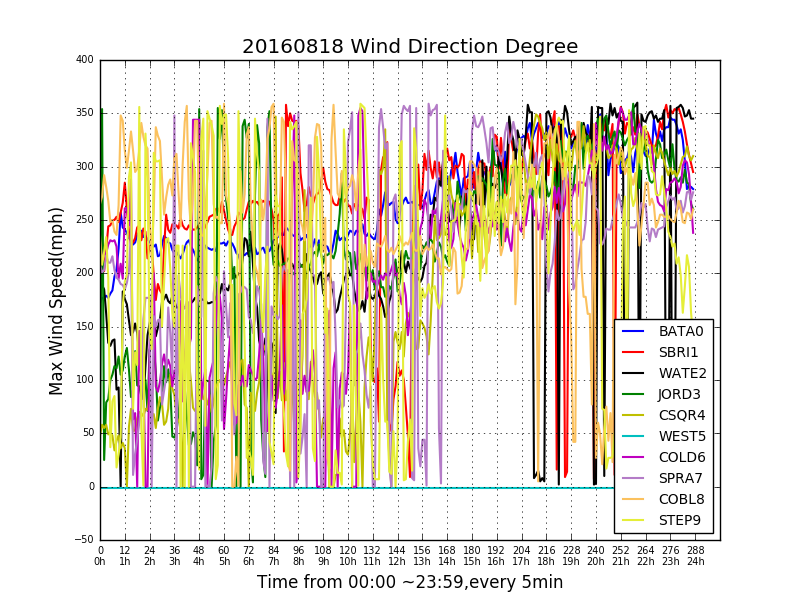 20160818 Wind Direction Degree
400
350
300
250
200
150
100
50
0
−50
Max Wind Speed(mph)
BATA0
SBRI1
WATE2
JORD3
CSQR4
WEST5
COLD6
SPRA7
COBL8
STEP9
0 12 24 36 48 60 72 84 96 108 120 132 144 156 168 180 192 204 216 228 240 252 264 276 288
0h 1h 2h 3h 4h 5h 6h 7h 8h 9h 10h 11h 12h 13h 14h 15h 16h 17h 18h 19h 20h 21h 22h 23h 24h
Time from 00:00 ~23:59,every 5min